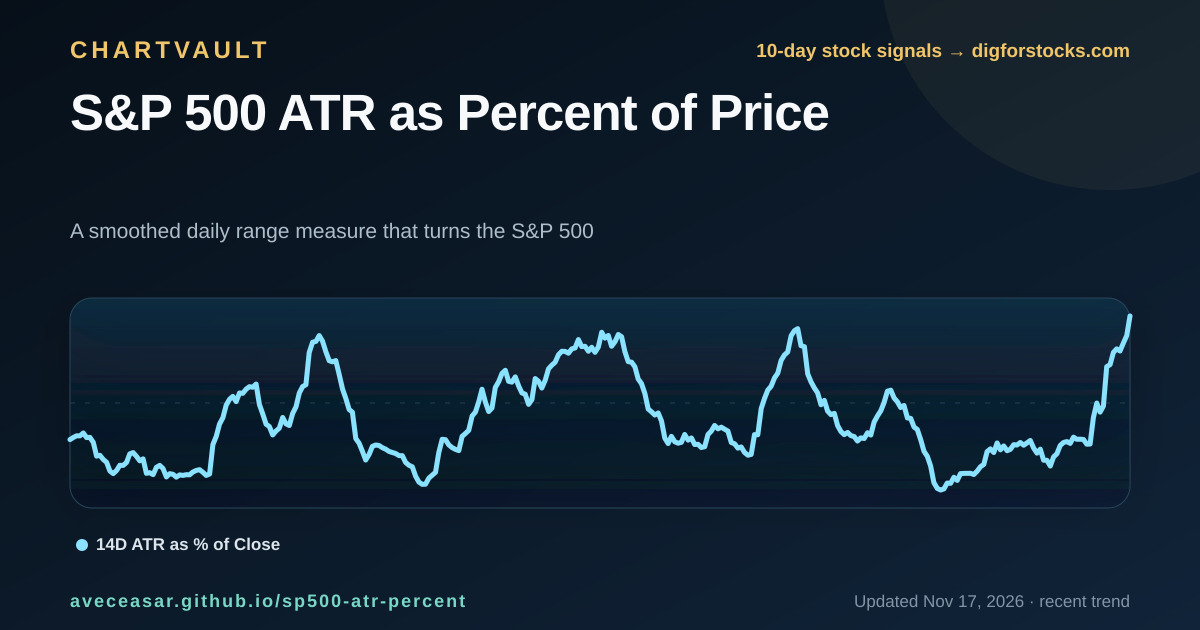 CHARTVAULT
10-day stock signals → digforstocks.com
S&P 500 ATR as Percent of Price
A smoothed daily range measure that turns the S&P 500
14D ATR as % of Close
aveceasar.github.io/sp500-atr-percent
Updated Nov 17, 2026 · recent trend